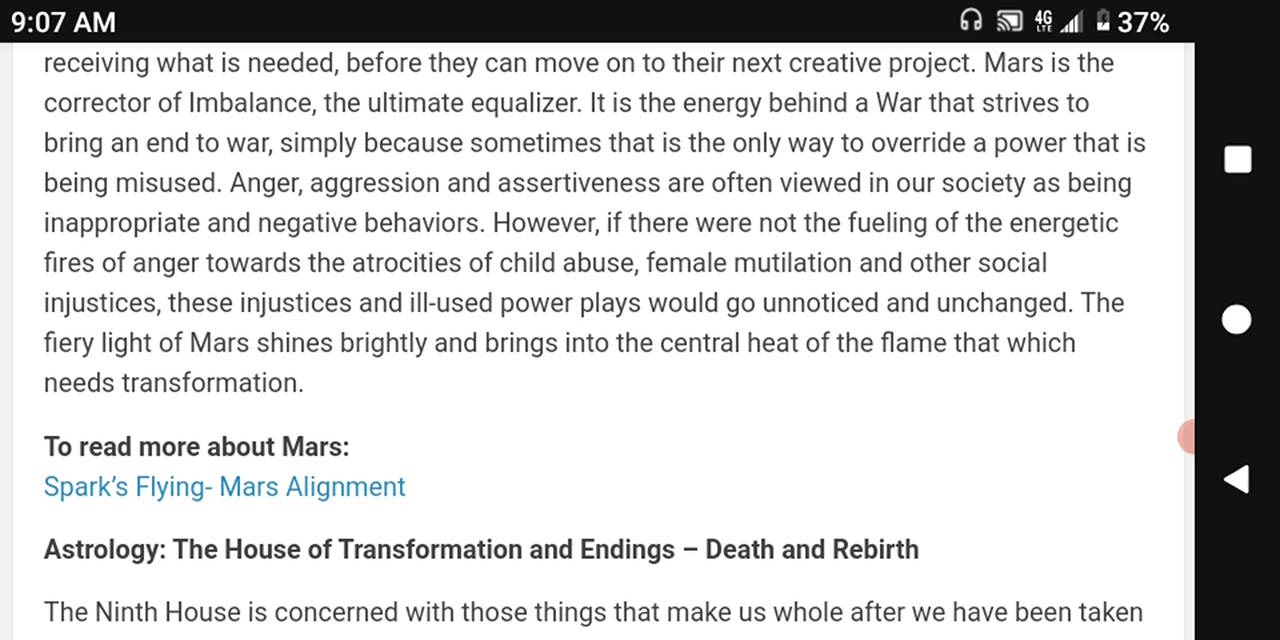 9:07 AM
4G
LTE
37%
receiving what is needed, before they can move on to their next creative project. Mars is the
corrector of Imbalance, the ultimate equalizer. It is the energy behind a War that strives to
bring an end to war, simply because sometimes that is the only way to override a power that is
being misused. Anger, aggression and assertiveness are often viewed in our society as being
inappropriate and negative behaviors. However, if there were not the fueling of the energetic
fires of anger towards the atrocities of child abuse, female mutilation and other social
injustices, these injustices and ill-used power plays would go unnoticed and unchanged. The
fiery light of Mars shines brightly and brings into the central heat of the flame that which
needs transformation.
To read more about Mars:
Spark’s Flying- Mars Alignment
Astrology: The House of Transformation and Endings – Death and Rebirth
The Ninth House is concerned with those things that make us whole after we have been taken